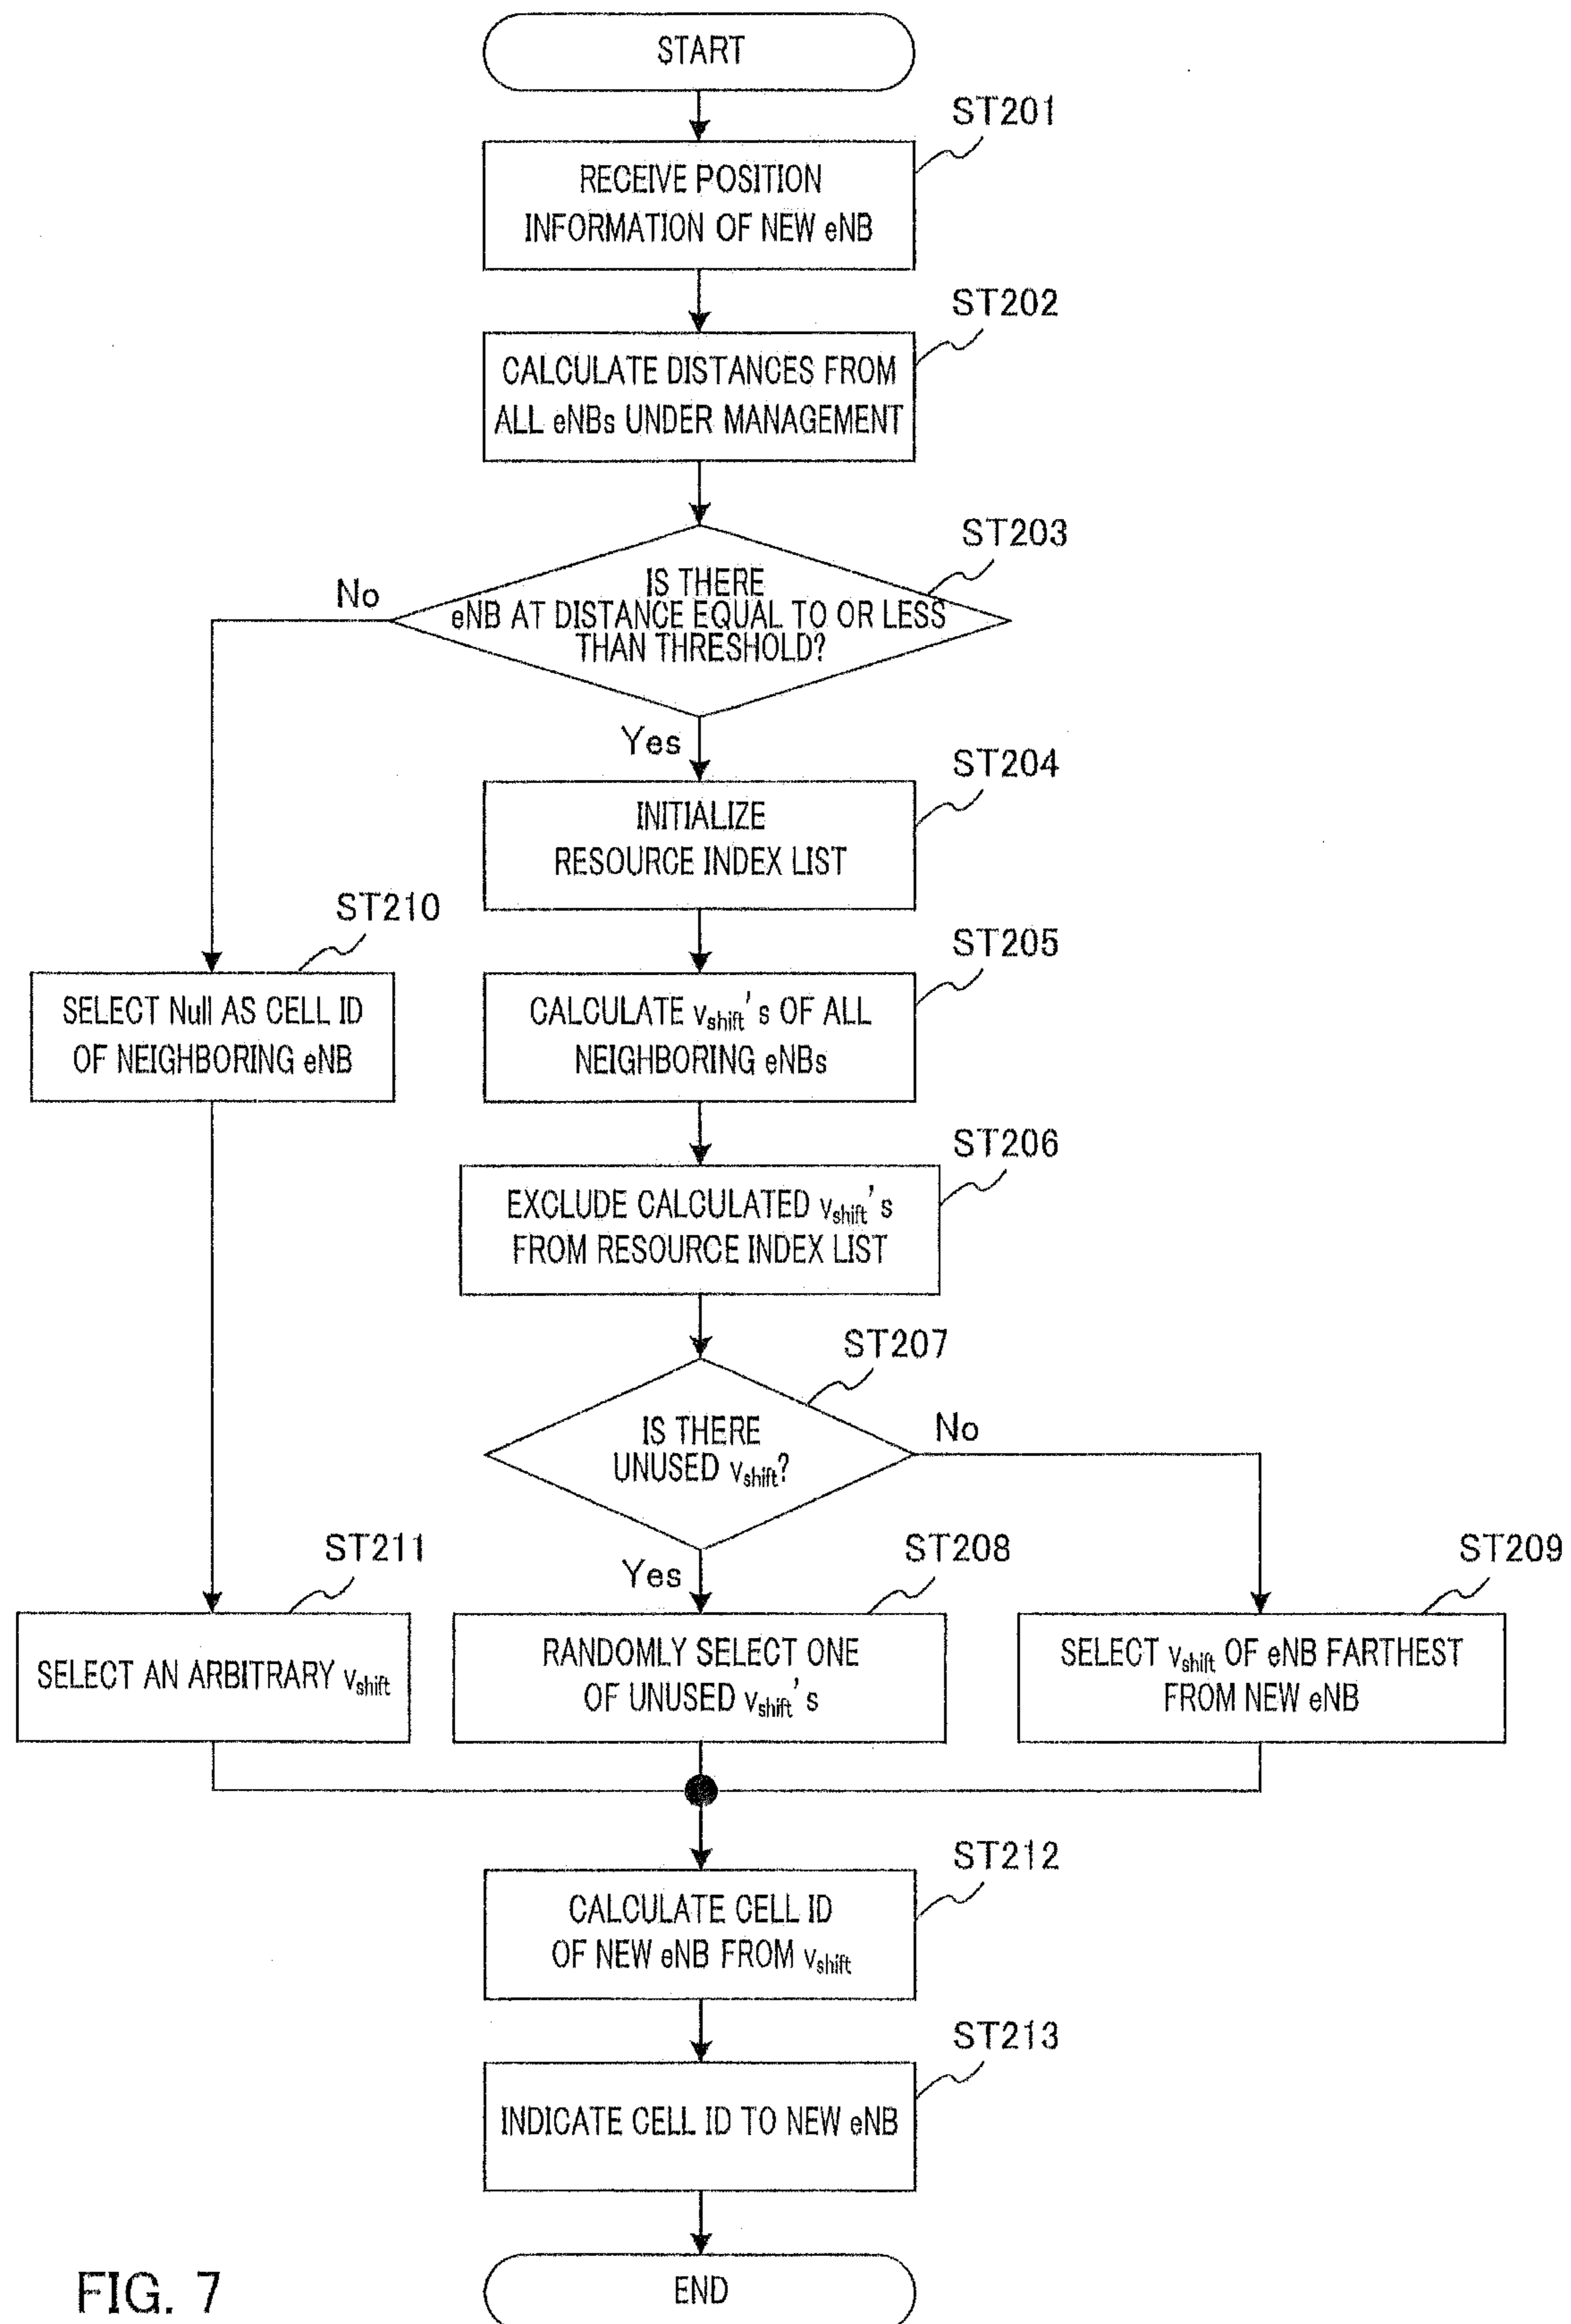 START
ST201
RECEIVE POSITION
INFORMATION OF NEW eNB
ST202
CALCULATE DISTANCES FROM
ALL eNBs UNDER MANAGEMENT
ST203
IS THERE
eNB AT DISTANCE EQUAL TO OR LESS
THAN THRESHOLD?
No
Yes
ST204
INITIALIZE
RESOURCE INDEX LIST
ST210
SELECT Null AS CELL ID
OF NEIGHBORING eNB
ST205
CALCULATE vshift's OF ALL
NEIGHBORING eNBs
ST206
EXCLUDE CALCULATED vshift's
FROM RESOURCE INDEX LIST
ST207
IS THERE
UNUSED vshift?
No
Yes
ST211
SELECT AN ARBITRARY vshift
ST208
RANDOMLY SELECT ONE
OF UNUSED vshift's
ST209
SELECT vshift OF eNB FARTHEST
FROM NEW eNB
ST212
CALCULATE CELL ID
OF NEW eNB FROM vshift
ST213
INDICATE CELL ID TO NEW eNB
END
FIG. 7